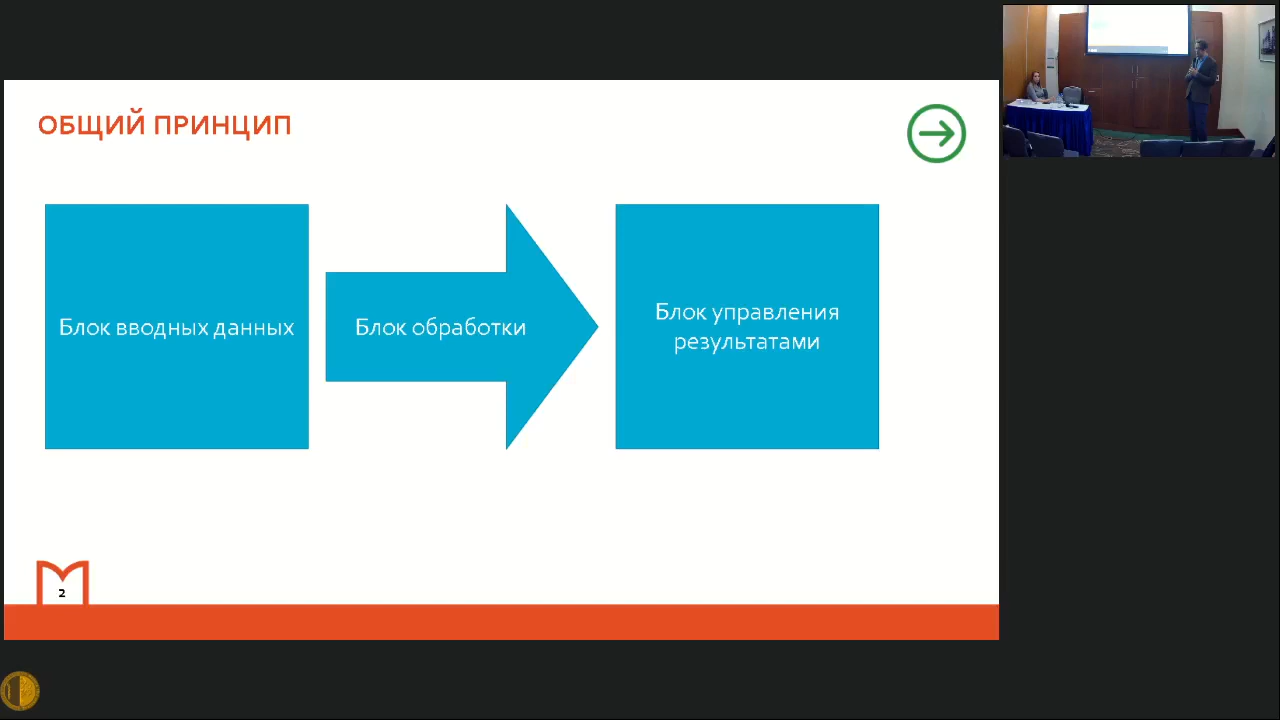 ОБЩИЙ ПРИНЦИП
Блок вводных данных
Блок обработки
Блок управления
результатами
2